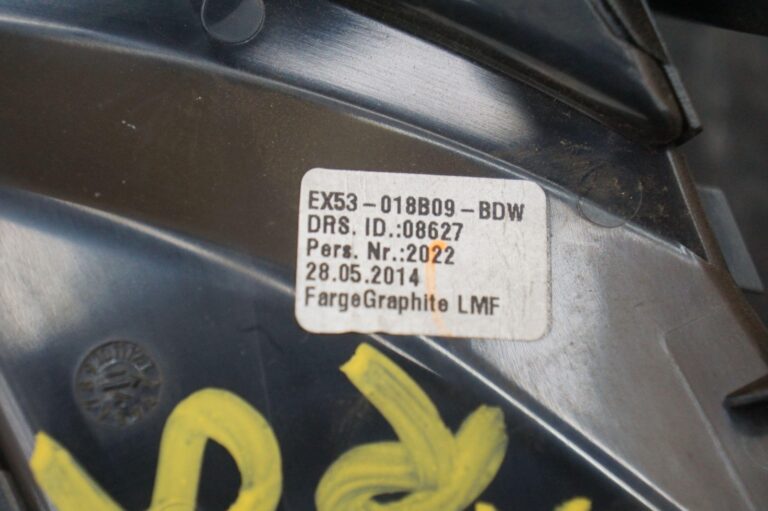 EX53-018B09-BDW
DRS. ID.:08627
Pers. Nr.:2022
28.05.2014
FargeGraphite LMF